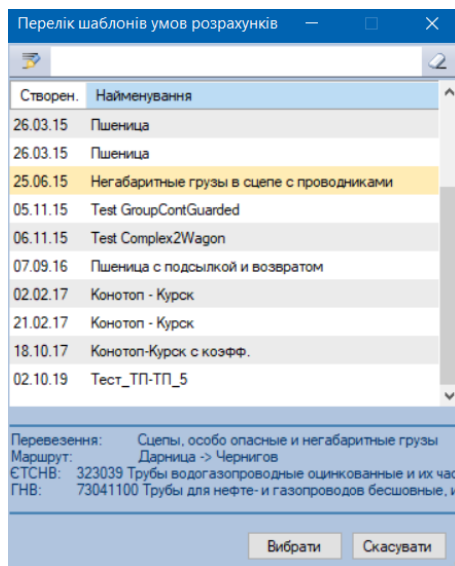 Перелік шаблонів умов розрахунків
Створен. Найменування
26.03.15 Пшеница
26.03.15 Пшеница
25.06.15 Негабаритные грузы в сцепе с проводниками
05.11.15 Test GroupContGuarded
06.11.15 Test Complex2Wagon
07.09.16 Пшеница с подсылкой и возвратом
02.02.17 Конотоп - Курск
21.02.17 Конотоп - Курск
18.10.17 Конотоп-Курск с коэфф.
02.10.19 Тест_ТП-ТП_5
Перевезення: Сцепы, особо опасные и негабаритные грузы
Маршрут: Дарница -> Чернигов
ЄТСНВ: 323039 Трубы водогазопроводные оцинкованные и их час
ГНВ: 73041100 Трубы для нефте- и газопроводов бесшовные, и
Вибрати Скасувати